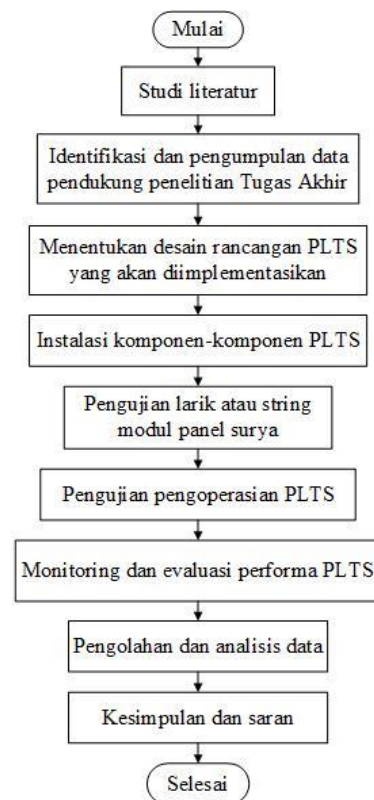 Mulai
Studi literatur
Identifikasi dan pengumpulan data
pendukung penelitian Tugas Akhir
Menentukan desain rancangan PLTS
yang akan diimplementasikan
Instalasi komponen-komponen PLTS
Pengujian larik atau string
modul panel surya
Pengujian pengoperasian PLTS
Monitoring dan evaluasi performa PLTS
Pengolahan dan analisis data
Kesimpulan dan saran
Selesai